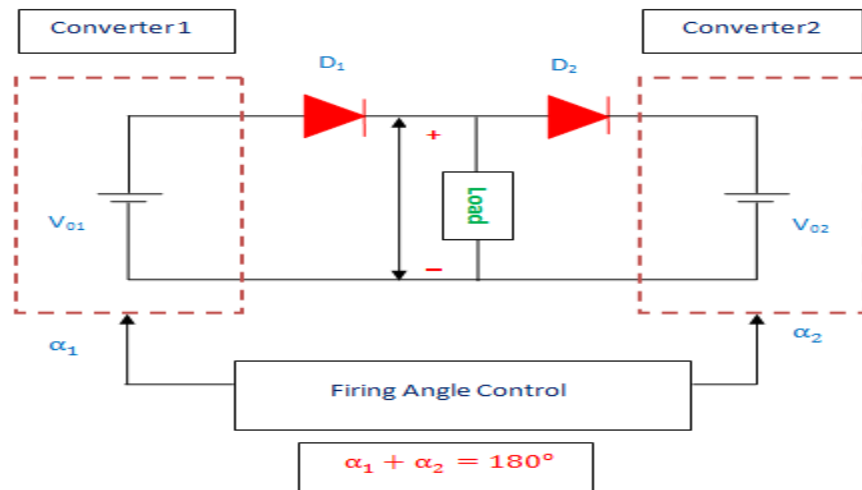 Converter1
Converter2
D₁
D₂
+
Load
V₀₁
V₀₂
−
α₁
α₂
Firing Angle Control
α₁ + α₂ = 180°